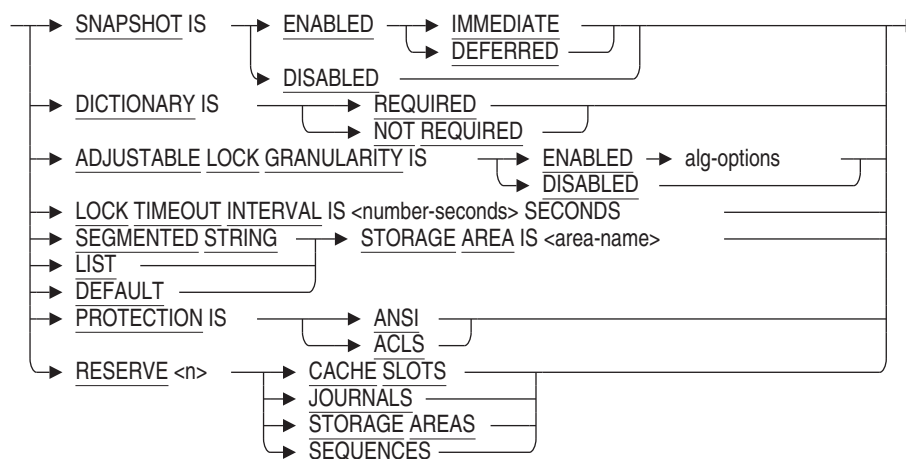 SNAPSHOT IS ENABLED IMMEDIATE
DEFERRED
DISABLED
DICTIONARY IS REQUIRED
NOT REQUIRED
ADJUSTABLE LOCK GRANULARITY IS ENABLED alg-options
DISABLED
LOCK TIMEOUT INTERVAL IS <number-seconds> SECONDS
SEGMENTED STRING STORAGE AREA IS <area-name>
LIST
DEFAULT
PROTECTION IS ANSI
ACLS
RESERVE <n> CACHE SLOTS
JOURNALS
STORAGE AREAS
SEQUENCES